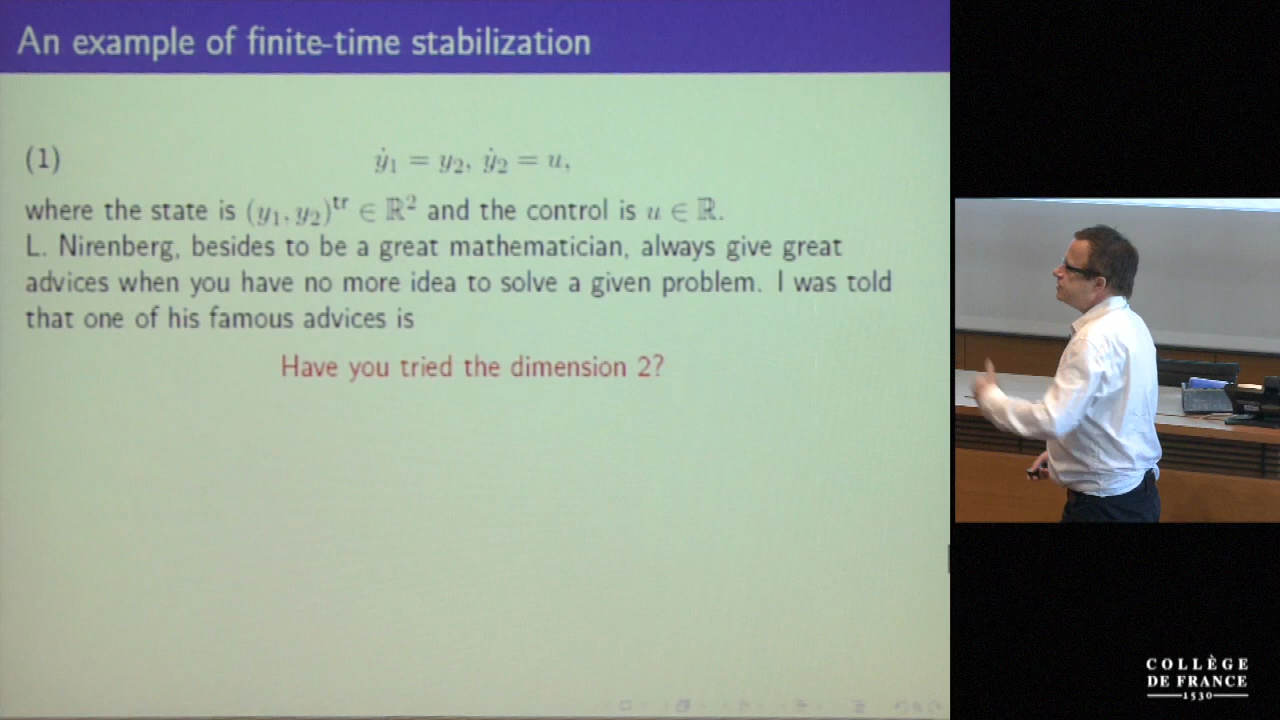 An example of finite-time stabilization
(1) ẏ₁ = y₂, ẏ₂ = u,
where the state is (y₁, y₂)ᵗʳ ∈ ℝ² and the control is u ∈ ℝ.
L. Nirenberg, besides to be a great mathematician, always give great
advices when you have no more idea to solve a given problem. I was told
that one of his famous advices is
Have you tried the dimension 2?
COLLÈGE
DE FRANCE
1530